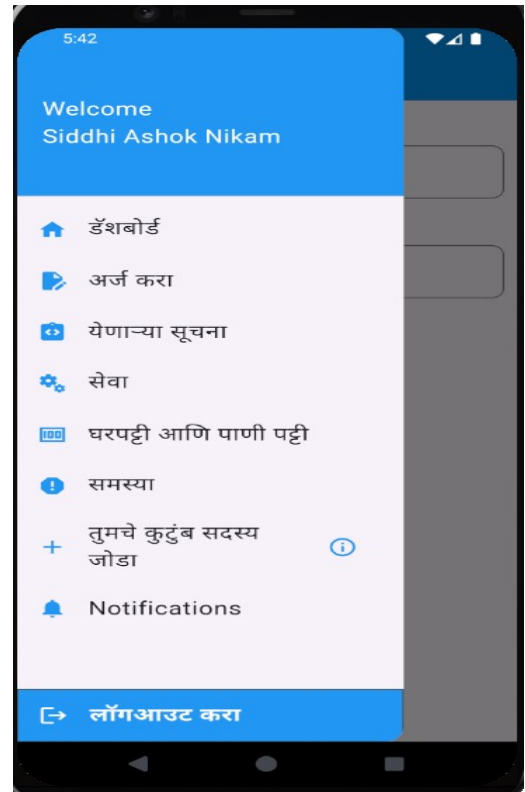 5:42
Welcome
Siddhi Ashok Nikam
डॅशबोर्ड
अर्ज करा
येणाऱ्या सूचना
सेवा
घरपट्टी आणि पाणी पट्टी
समस्या
तुमचे कुटुंब सदस्य
जोडा
Notifications
लॉगआउट करा